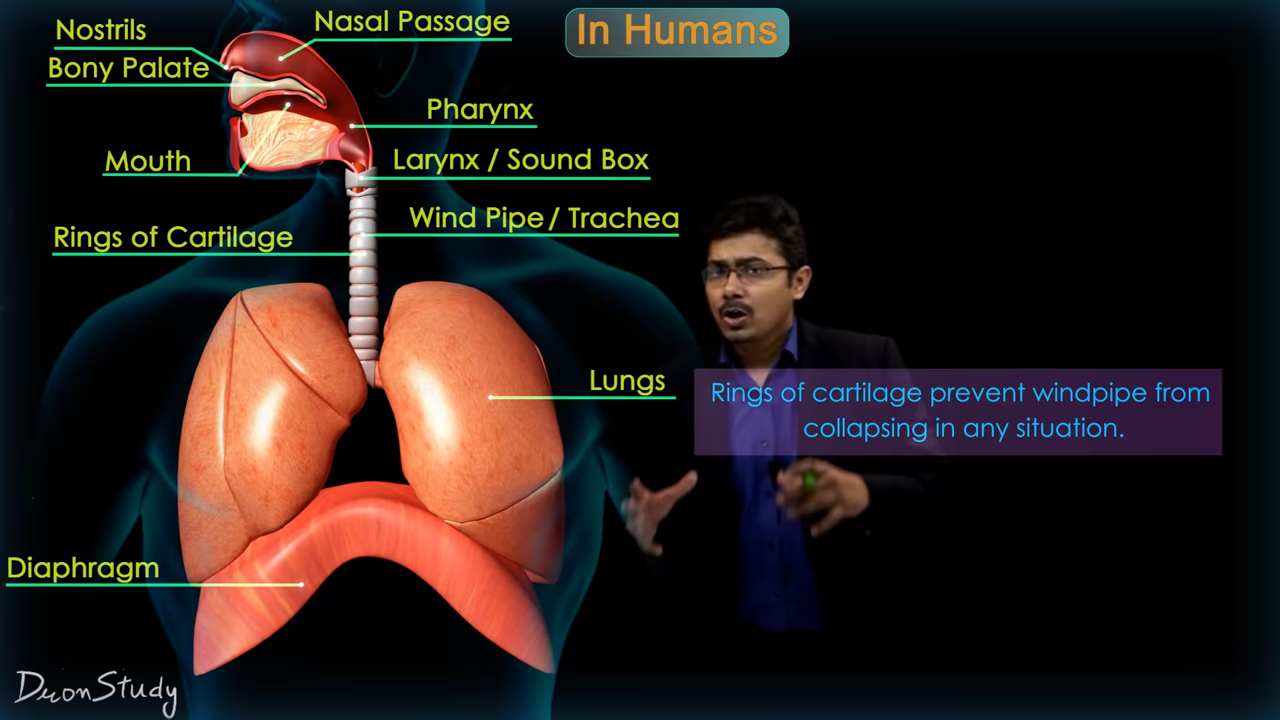 In Humans
Nostrils
Nasal Passage
Bony Palate
Pharynx
Mouth
Larynx / Sound Box
Wind Pipe / Trachea
Rings of Cartilage
Lungs
Rings of cartilage prevent windpipe from
collapsing in any situation.
Diaphragm
DronStudy